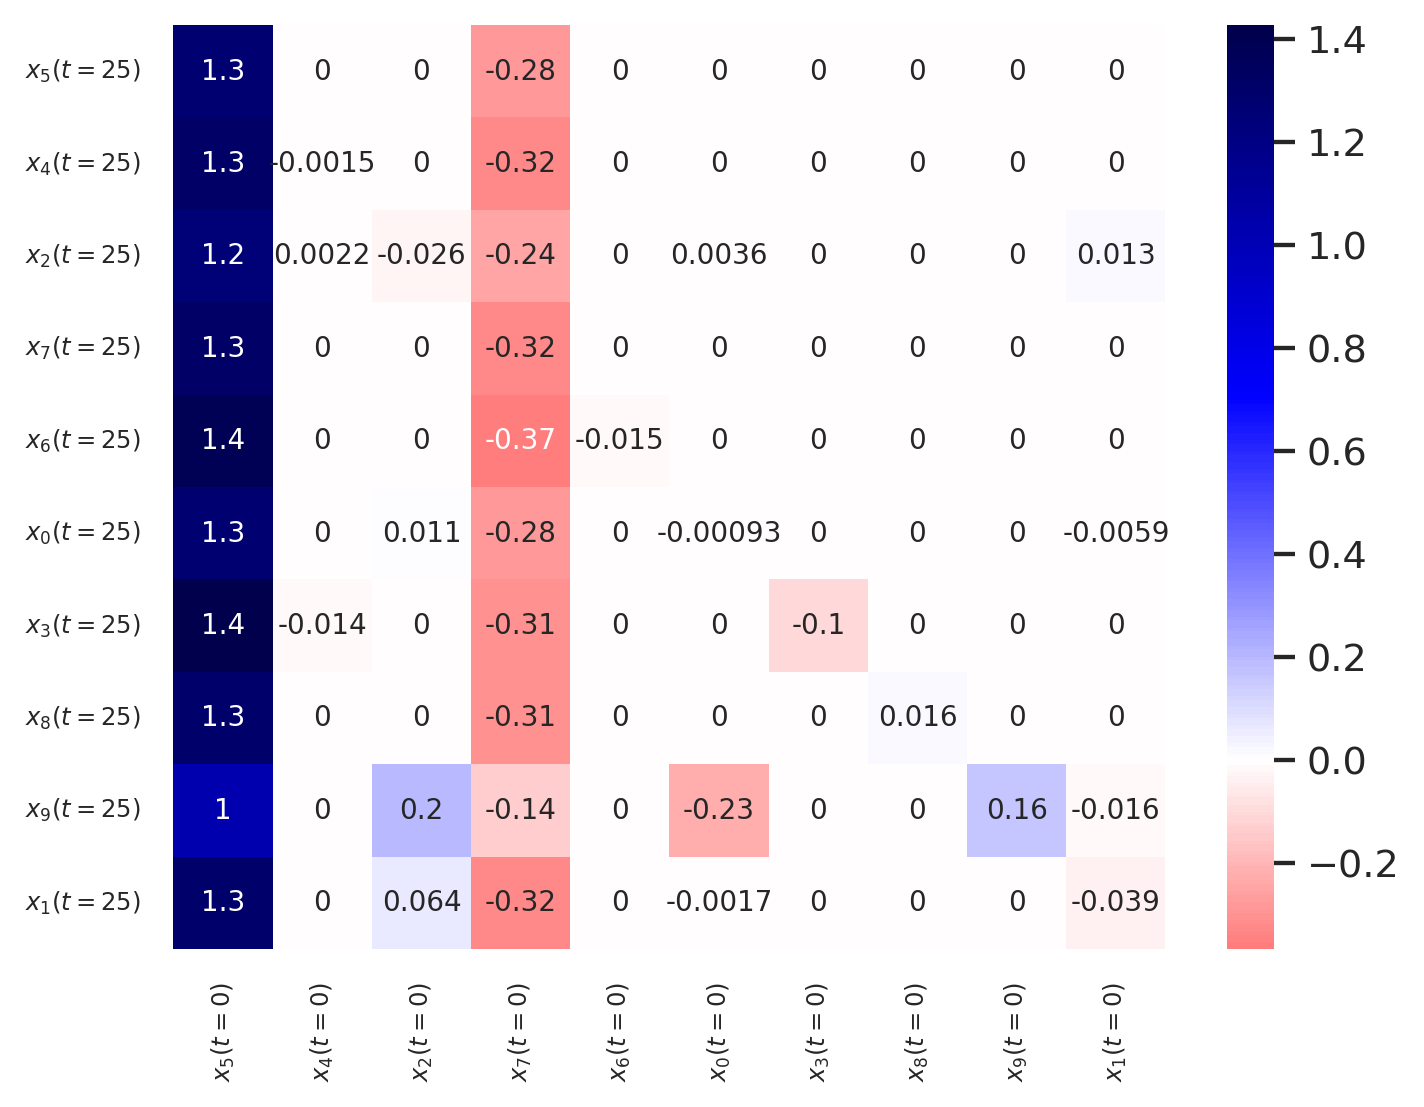 x₅(t = 25) 1.3 0 0 -0.28 0 0 0 0 0 0
x₄(t = 25) 1.3 -0.0015 0 -0.32 0 0 0 0 0 0
x₂(t = 25) 1.2 0.0022 -0.026 -0.24 0 0.0036 0 0 0 0.013
x₇(t = 25) 1.3 0 0 -0.32 0 0 0 0 0 0
x₆(t = 25) 1.4 0 0 -0.37 -0.015 0 0 0 0 0
x₀(t = 25) 1.3 0 0.011 -0.28 0 -0.00093 0 0 0 -0.0059
x₃(t = 25) 1.4 -0.014 0 -0.31 0 0 -0.1 0 0 0
x₈(t = 25) 1.3 0 0 -0.31 0 0 0 0.016 0 0
x₉(t = 25) 1 0 0.2 -0.14 0 -0.23 0 0 0.16 -0.016
x₁(t = 25) 1.3 0 0.064 -0.32 0 -0.0017 0 0 0 -0.039
x₅(t = 0)
x₄(t = 0)
x₂(t = 0)
x₇(t = 0)
x₆(t = 0)
x₀(t = 0)
x₃(t = 0)
x₈(t = 0)
x₉(t = 0)
x₁(t = 0)
1.4
1.2
1.0
0.8
0.6
0.4
0.2
0.0
−0.2